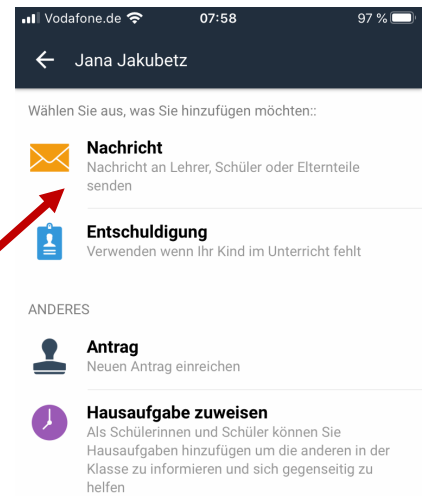 Vodafone.de 07:58 97 %
Jana Jakubetz
Wählen Sie aus, was Sie hinzufügen möchten::
Nachricht
Nachricht an Lehrer, Schüler oder Elternteile
senden
Entschuldigung
Verwenden wenn Ihr Kind im Unterricht fehlt
ANDERES
Antrag
Neuen Antrag einreichen
Hausaufgabe zuweisen
Als Schülerinnen und Schüler können Sie
Hausaufgaben hinzufügen um die anderen in der
Klasse zu informieren und sich gegenseitig zu
helfen